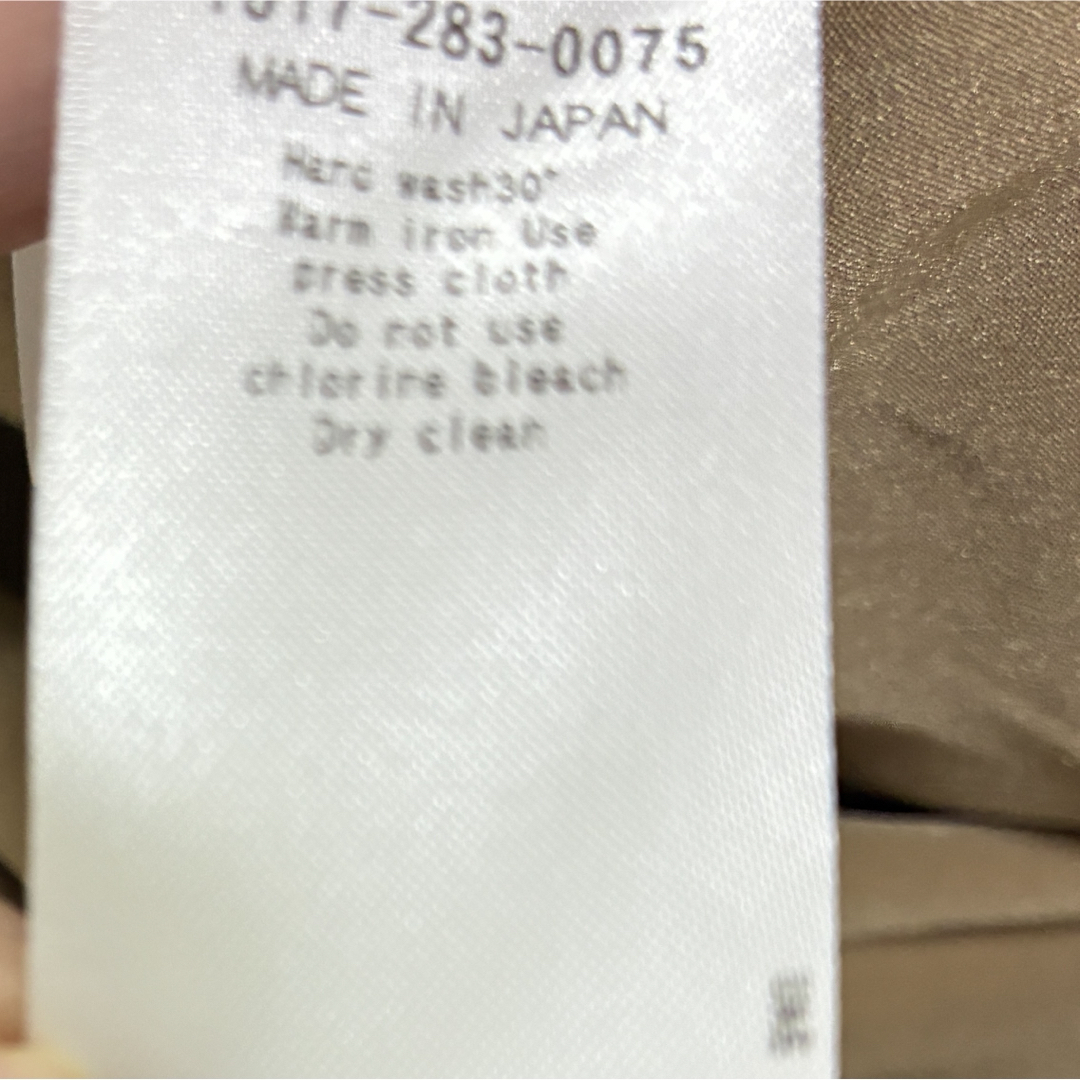 -283-0075
MADE IN JAPAN
Hand wash30°
Warm iron Use
press cloth
Do not use
chlorine bleach
Dry clean